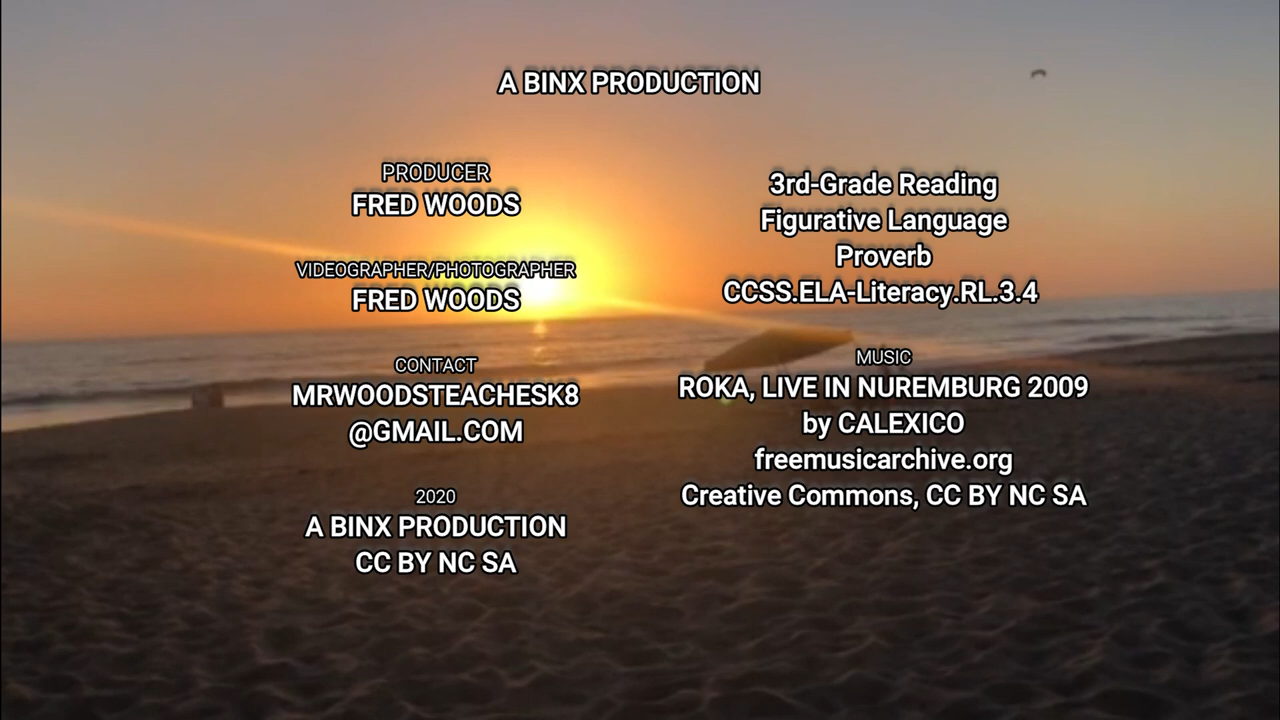 A BINX PRODUCTION
PRODUCER
FRED WOODS
VIDEOGRAPHER/PHOTOGRAPHER
FRED WOODS
CONTACT
MRWOODSTEACHESK8
@GMAIL.COM
2020
A BINX PRODUCTION
CC BY NC SA
3rd-Grade Reading
Figurative Language
Proverb
CCSS.ELA-Literacy.RL.3.4
MUSIC
ROKA, LIVE IN NUREMBURG 2009
by CALEXICO
freemusicarchive.org
Creative Commons, CC BY NC SA